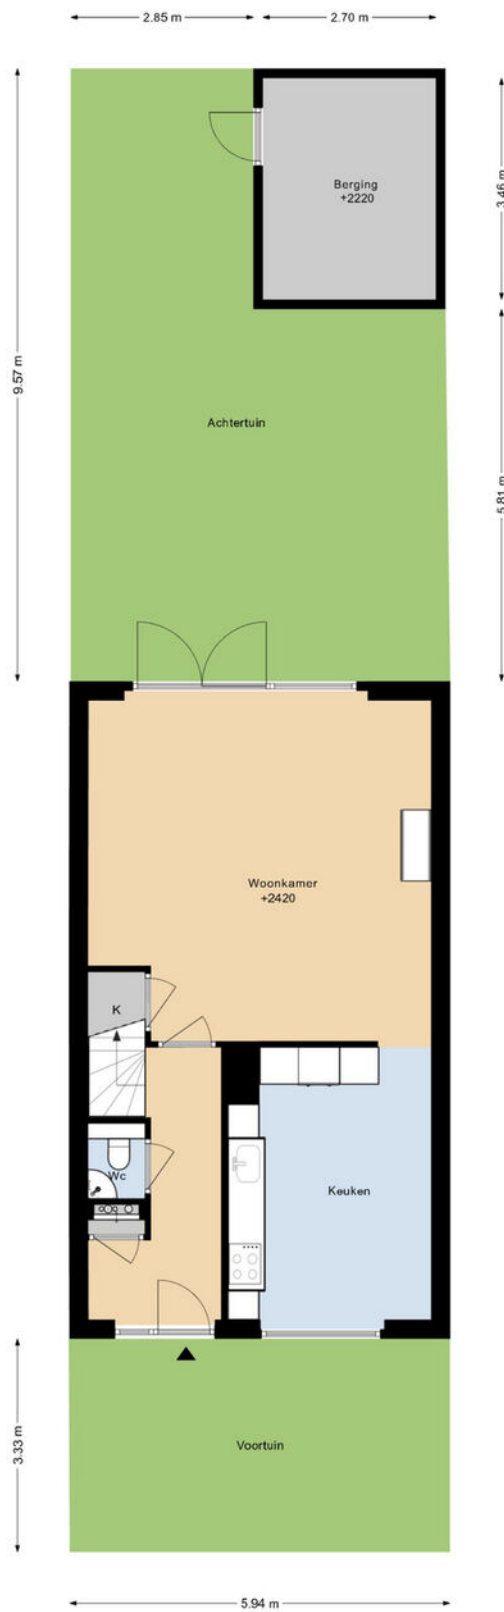 2.85 m
2.70 m
Berging
+2220
3.46 m
9.57 m
Achtertuin
5.81 m
Woonkamer
+2420
K
Wc
Keuken
Voortuin
3.33 m
5.94 m